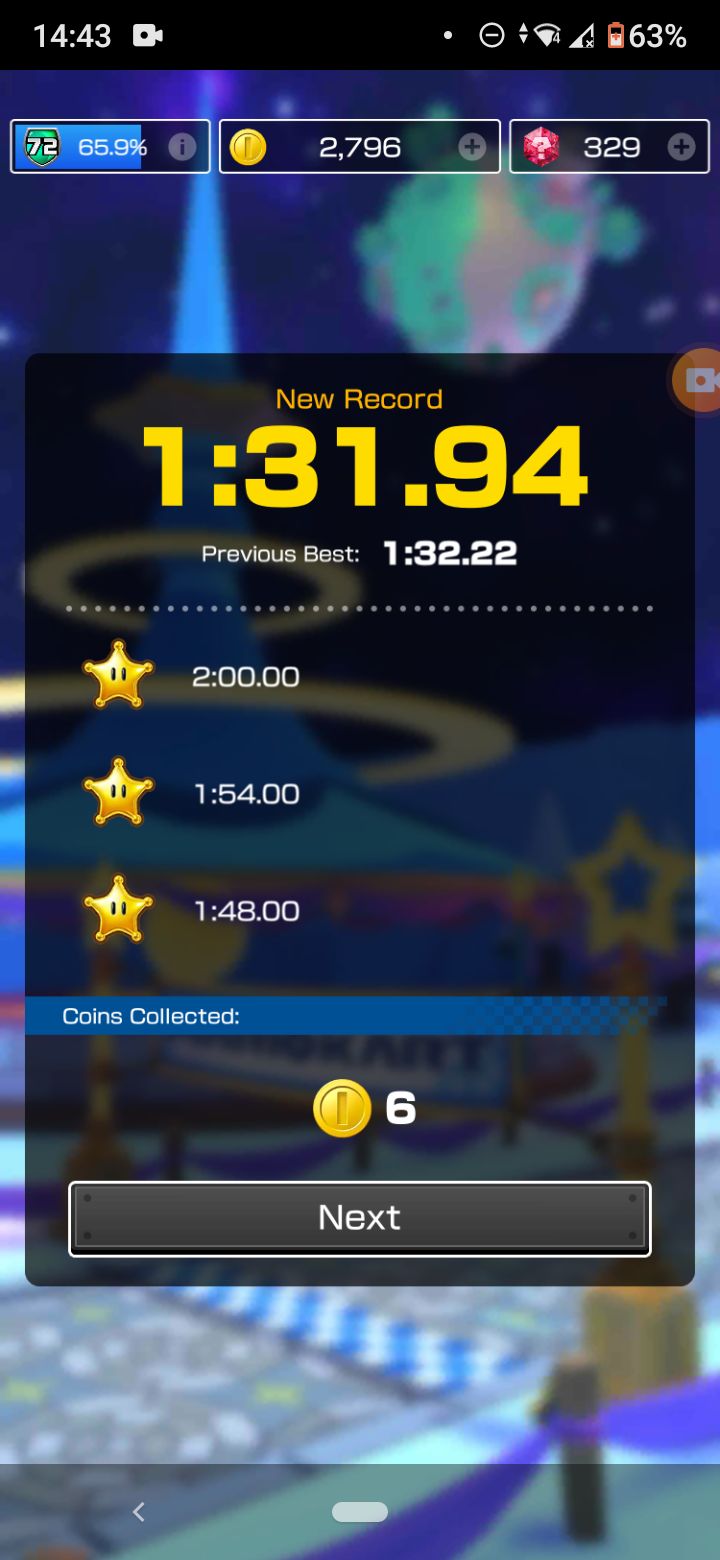 14:43
63%
72 65.9% 2,796 329
New Record
1:31.94
Previous Best: 1:32.22
2:00.00
1:54.00
1:48.00
Coins Collected:
6
Next